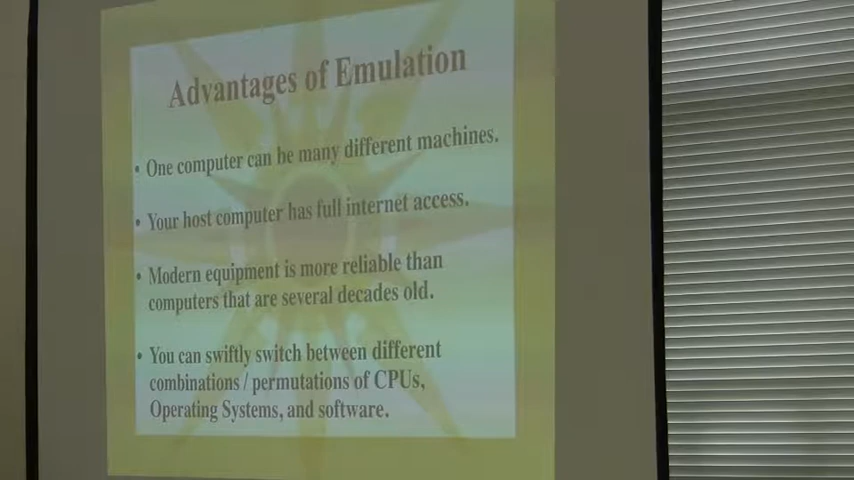 Advantages of Emulation
• One computer can be many different machines.
• Your host computer has full internet access.
• Modern equipment is more reliable than
computers that are several decades old.
• You can swiftly switch between different
combinations / permutations of CPUs,
Operating Systems, and software.